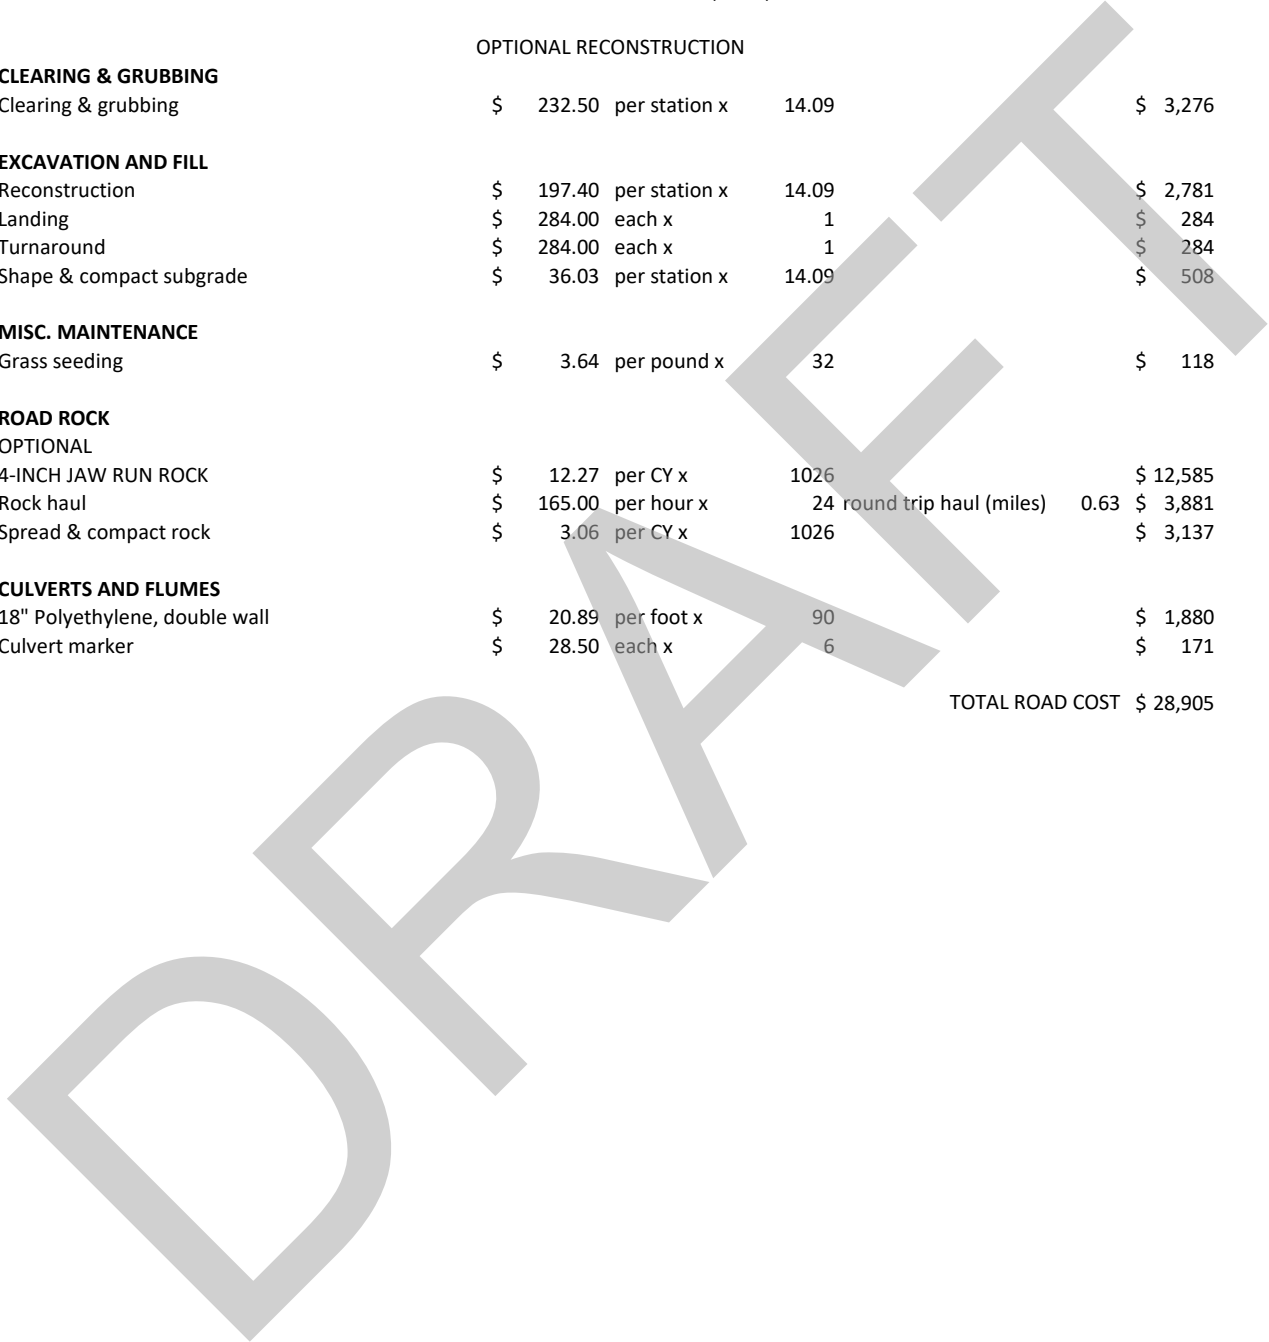 OPTIONAL RECONSTRUCTION
CLEARING & GRUBBING
Clearing & grubbing $ 232.50 per station x 14.09 $ 3,276
EXCAVATION AND FILL
Reconstruction $ 197.40 per station x 14.09 $ 2,781
Landing $ 284.00 each x 1 $ 284
Turnaround $ 284.00 each x 1 $ 284
Shape & compact subgrade $ 36.03 per station x 14.09 $ 508
MISC. MAINTENANCE
Grass seeding $ 3.64 per pound x 32 $ 118
ROAD ROCK
OPTIONAL
4-INCH JAW RUN ROCK $ 12.27 per CY x 1026 $ 12,585
Rock haul $ 165.00 per hour x 24 round trip haul (miles) 0.63 $ 3,881
Spread & compact rock $ 3.06 per CY x 1026 $ 3,137
CULVERTS AND FLUMES
18" Polyethylene, double wall $ 20.89 per foot x 90 $ 1,880
Culvert marker $ 28.50 each x 6 $ 171
TOTAL ROAD COST $ 28,905
DRAFT